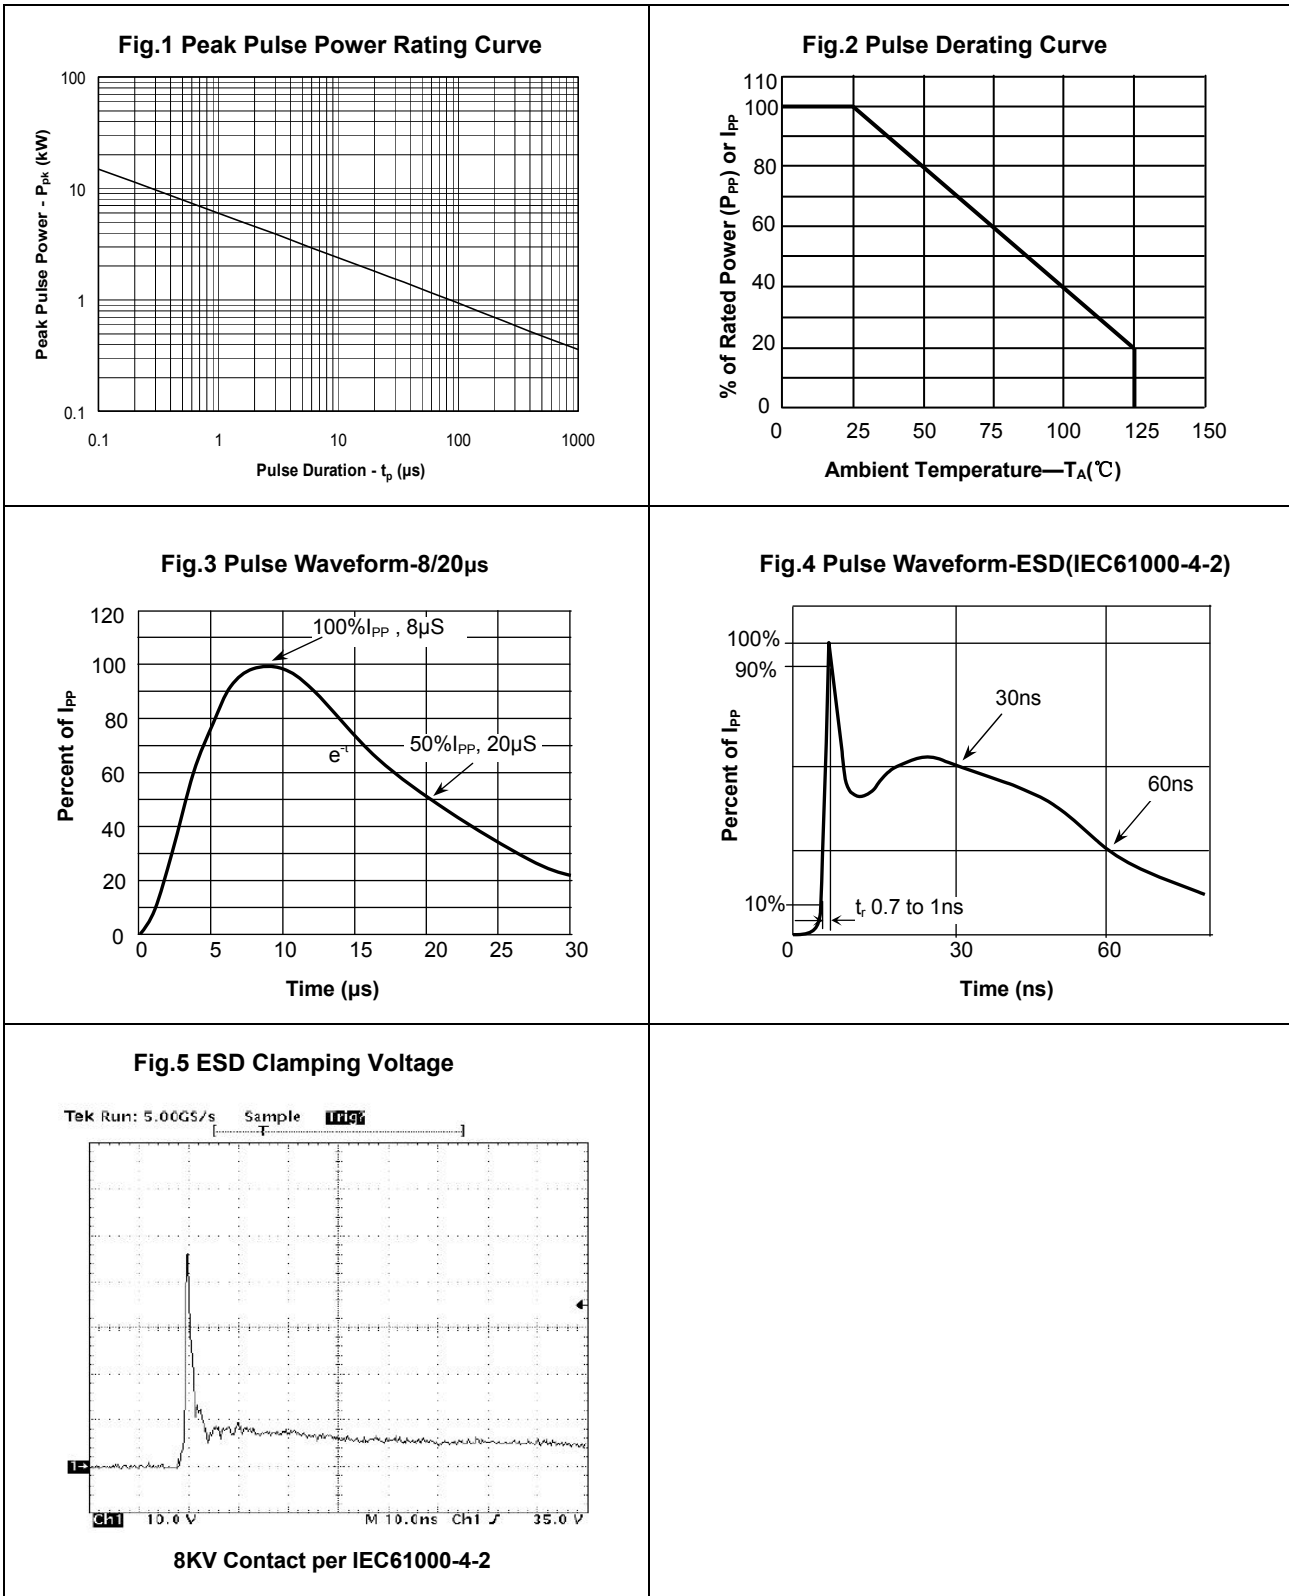 Fig.1 Peak Pulse Power Rating Curve
100
10
1
0.1
0.1 1 10 100 1000
Peak Pulse Power - Ppk (kW)
Pulse Duration - tp (µs)
Fig.2 Pulse Derating Curve
110
100
80
60
40
20
0
0 25 50 75 100 125 150
% of Rated Power (PPP) or IPP
Ambient Temperature—TA(℃)
Fig.3 Pulse Waveform-8/20µs
120
100
80
60
40
20
0
0 5 10 15 20 25 30
Percent of IPP
100%IPP , 8µS
e-t
50%IPP, 20µS
Time (µs)
Fig.4 Pulse Waveform-ESD(IEC61000-4-2)
100%
90%
10%
Percent of IPP
30ns
60ns
tr 0.7 to 1ns
0 30 60
Time (ns)
Fig.5 ESD Clamping Voltage
Tek Run: 5.00GS/s Sample Trig?
T
1
Ch1 10.0 V M 10.0ns Ch1 35.0 V
8KV Contact per IEC61000-4-2